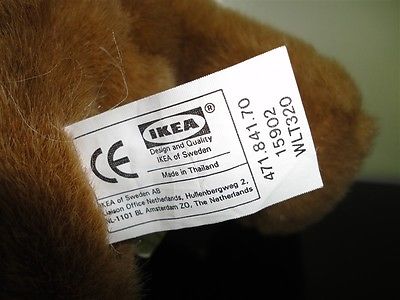 IKEA®
Design and Quality
IKEA of Sweden
Made in Thailand
CE
IKEA of Sweden AB
Liaison Office Netherlands, Hullenbergweg 2,
NL-1101 BL Amsterdam ZO, The Netherlands
471.841.70
15902
WLT320